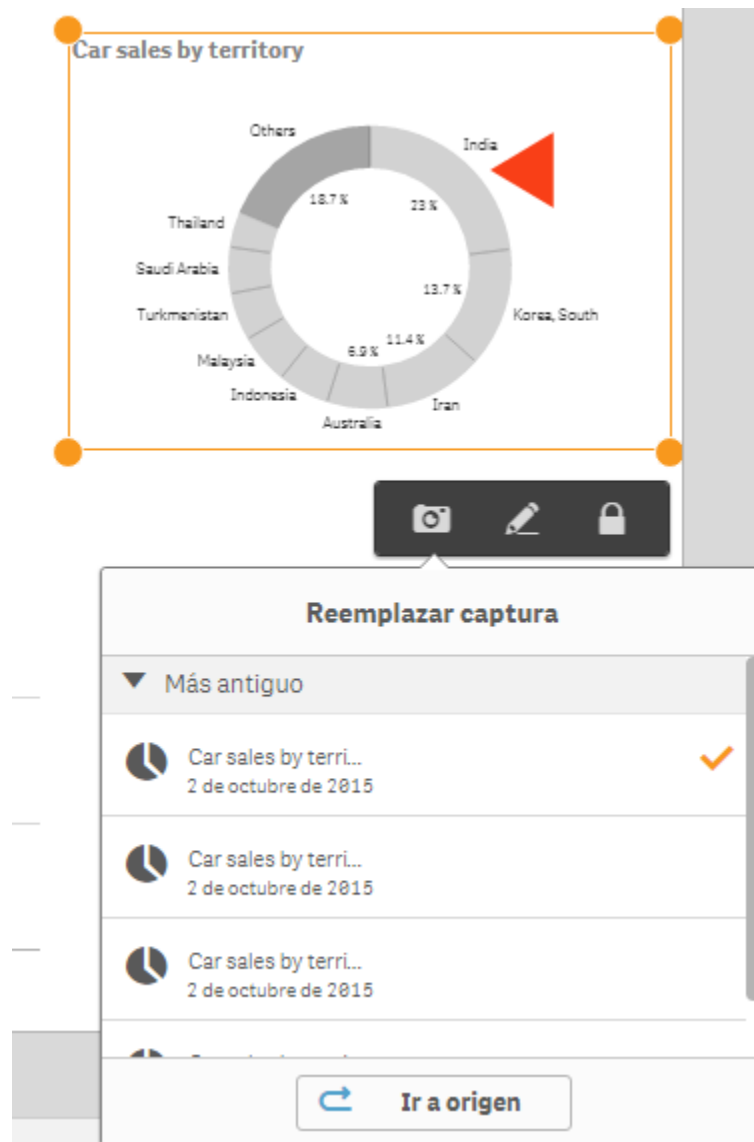 Car sales by territory
Others
India
18.7 %
23 %
Thailand
Saudi Arabia
13.7 %
Turkmenistan
Korea, South
11.4 %
6.9 %
Malaysia
Indonesia
Iran
Australia
Reemplazar captura
Más antiguo
Car sales by terri...
2 de octubre de 2015
Car sales by terri...
2 de octubre de 2015
Car sales by terri...
2 de octubre de 2015
Ir a origen